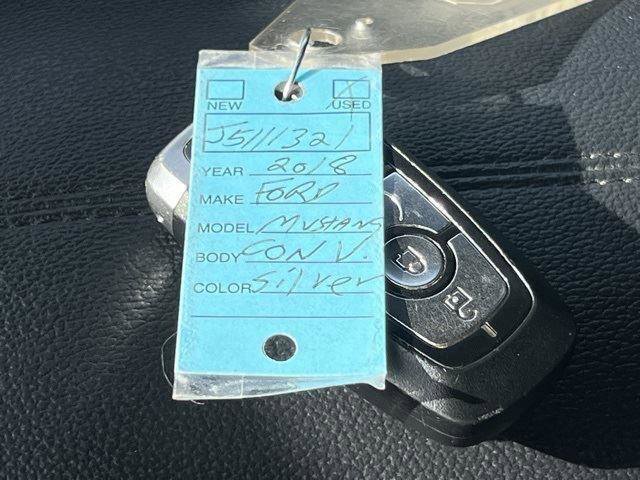 NEW USED
J5111321
YEAR 2018
MAKE FORD
MODEL MUSTANG
BODY CONV.
COLOR Silver